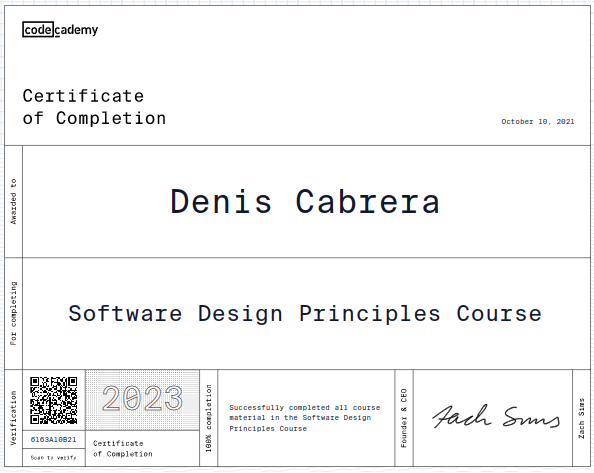 codecademy
Certificate
of Completion
October 10, 2021
Awarded to
Denis Cabrera
For completing
Software Design Principles Course
Verification
6163A10B21
Scan to verify
2023
Certificate
of Completion
100% completion
Successfully completed all course
material in the Software Design
Principles Course
Founder & CEO
Zach Sims
Zach Sims